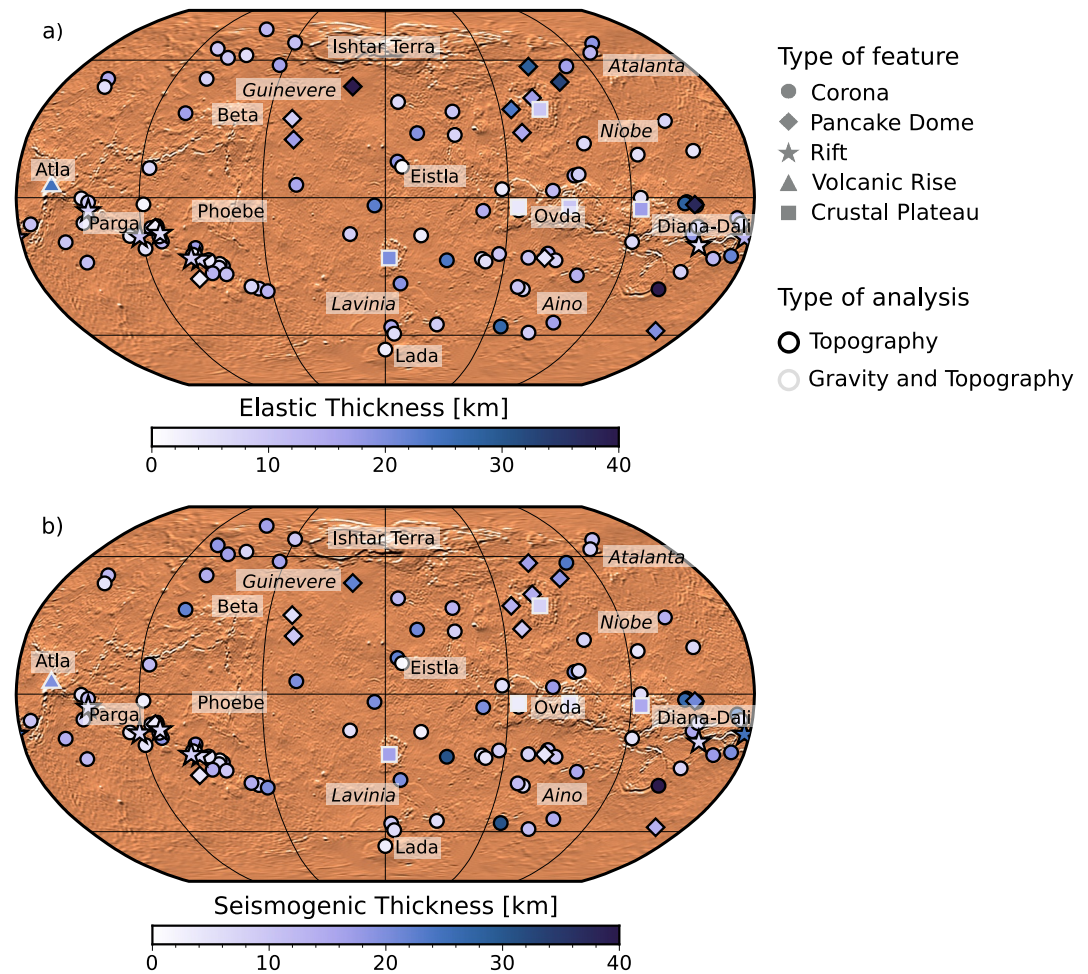 a)
Ishtar Terra
Atalanta
Guinevere
Beta
Niobe
Atla
Eistla
Phoebe
Parga
Ovda
Diana-Dali
Lavinia
Aino
Lada
Elastic Thickness [km]
0 10 20 30 40
Type of feature
Corona
Pancake Dome
Rift
Volcanic Rise
Crustal Plateau
Type of analysis
Topography
Gravity and Topography
b)
Ishtar Terra
Atalanta
Guinevere
Beta
Niobe
Atla
Eistla
Phoebe
Parga
Ovda
Diana-Dali
Lavinia
Aino
Lada
Seismogenic Thickness [km]
0 10 20 30 40